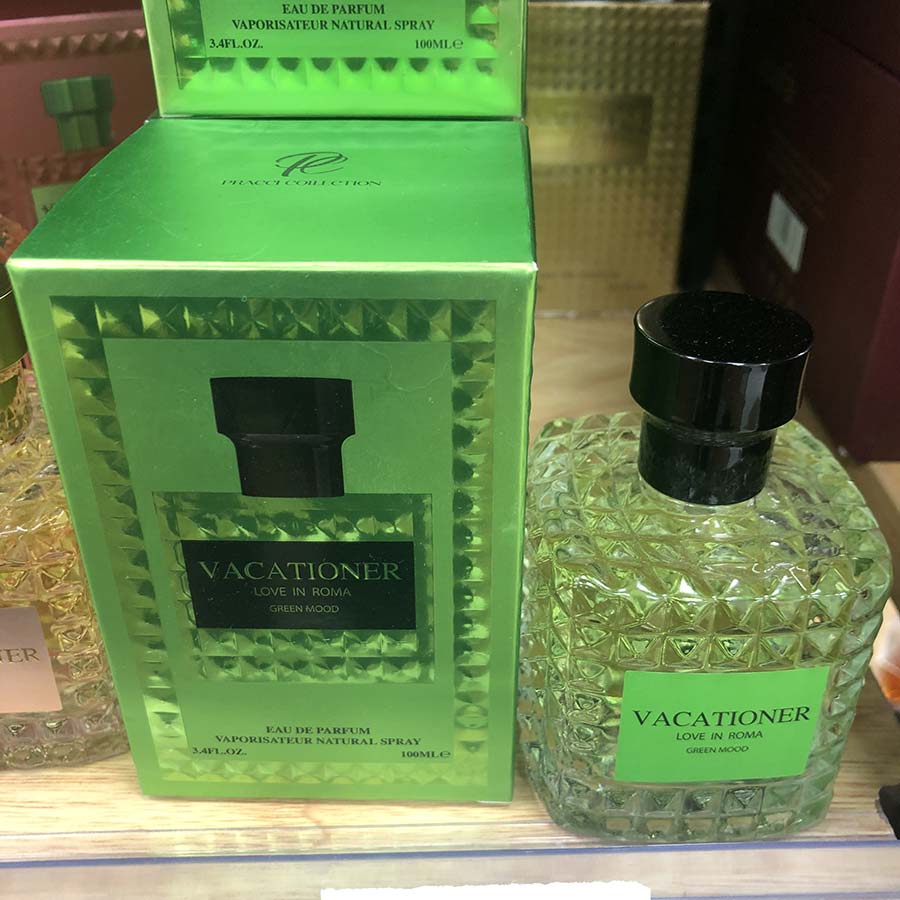 EAU DE PARFUM
VAPORISATEUR NATURAL SPRAY
3.4FL.OZ. 100ML℮
PRACCI COLLECTION
VACATIONER
LOVE IN ROMA
GREEN MOOD
EAU DE PARFUM
VAPORISATEUR NATURAL SPRAY
3.4FL.OZ. 100ML℮
VACATIONER
LOVE IN ROMA
GREEN MOOD